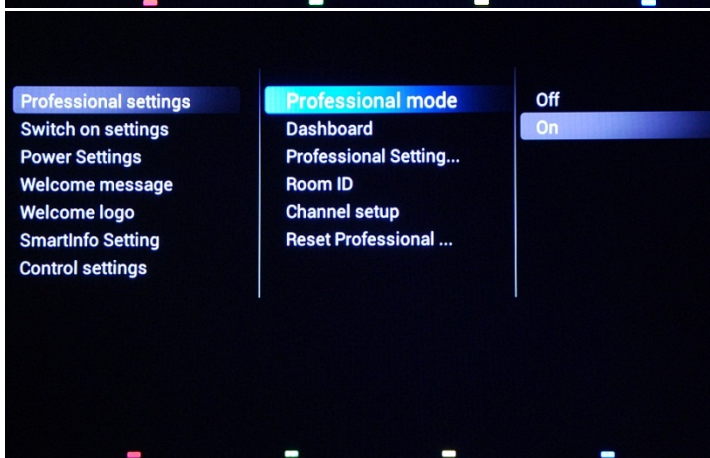 Professional settings
Switch on settings
Power Settings
Welcome message
Welcome logo
SmartInfo Setting
Control settings
Professional mode
Dashboard
Professional Setting...
Room ID
Channel setup
Reset Professional ...
Off
On